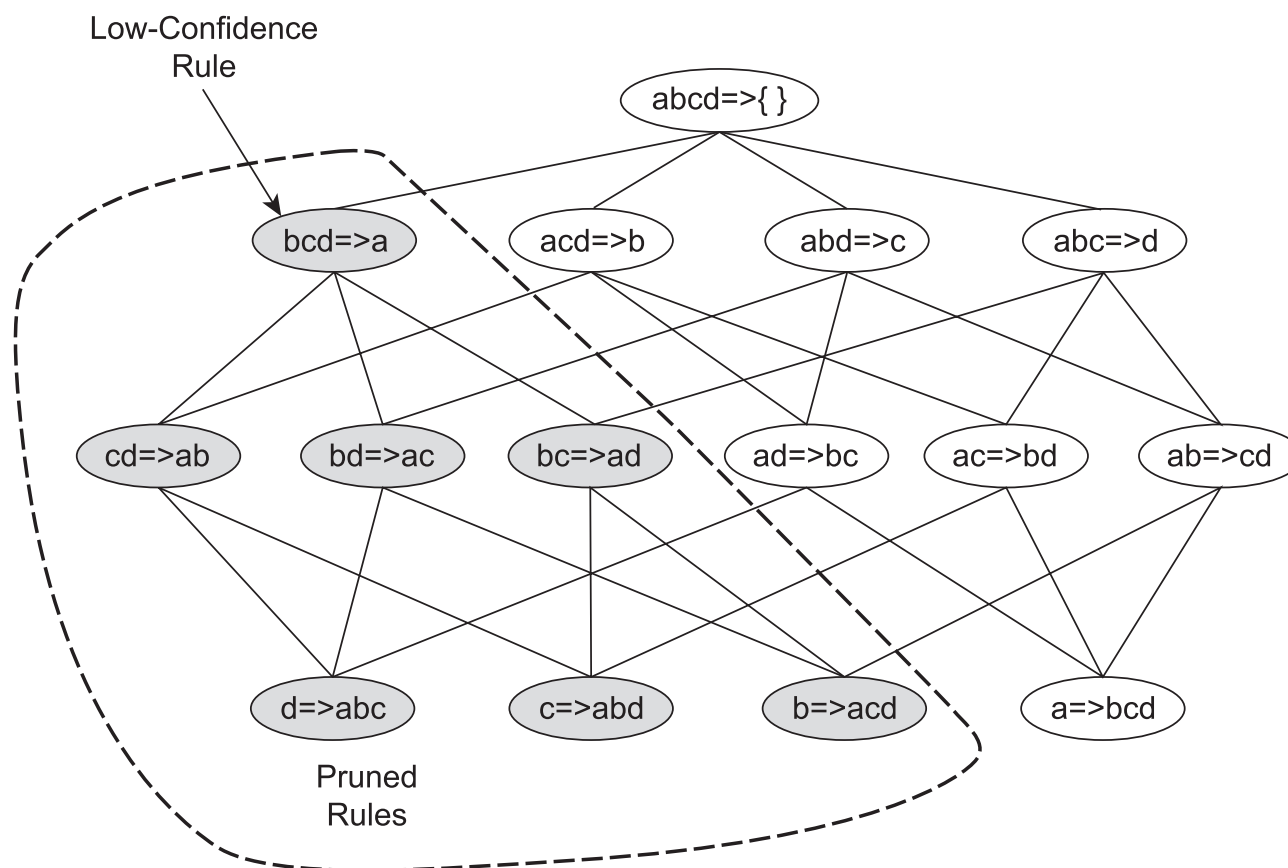 Low-Confidence
Rule
abcd=>{ }
bcd=>a
acd=>b
abd=>c
abc=>d
cd=>ab
bd=>ac
bc=>ad
ad=>bc
ac=>bd
ab=>cd
d=>abc
c=>abd
b=>acd
a=>bcd
Pruned
Rules